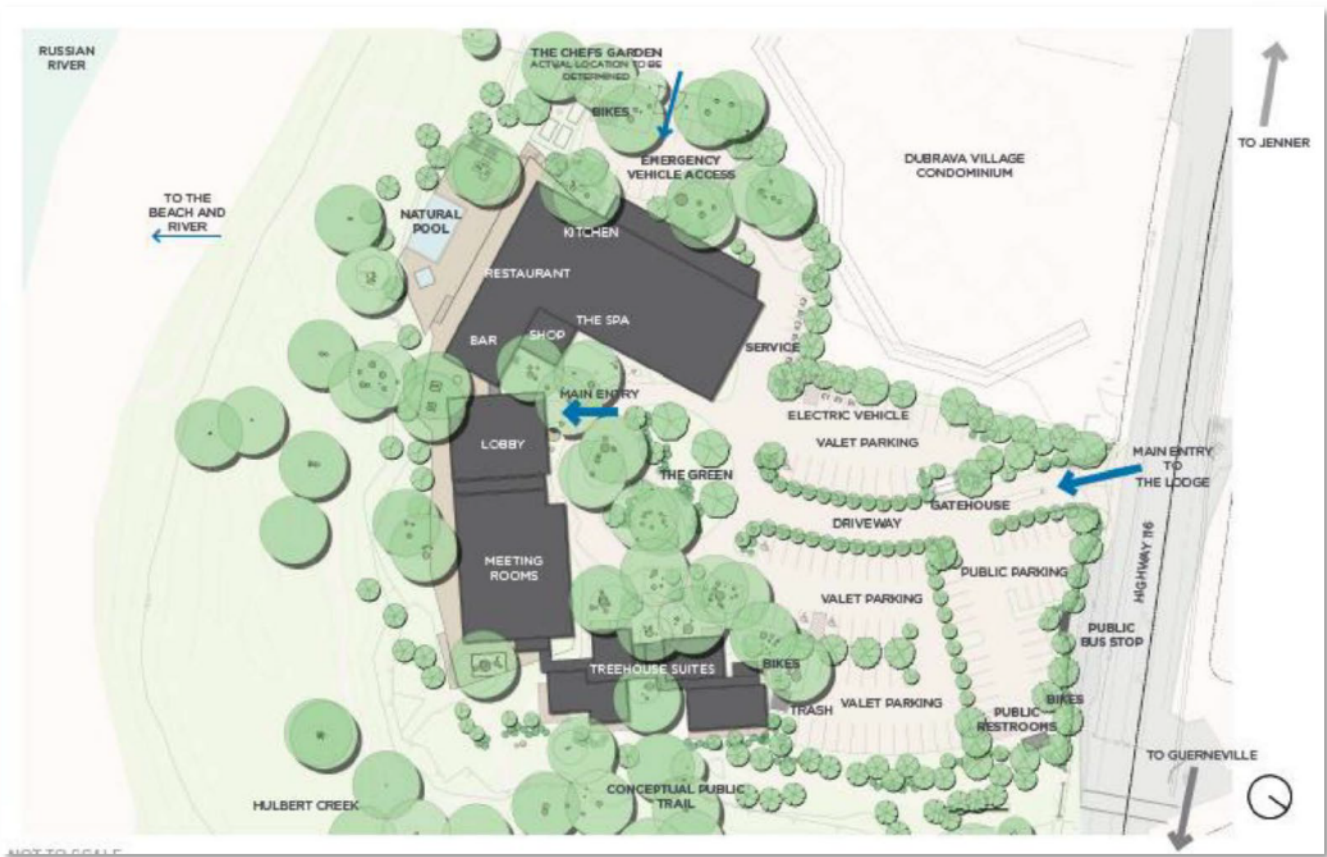 RUSSIAN
RIVER
THE CHEFS GARDEN
ACTUAL LOCATION TO BE
DETERMINED
BIKES
TO JENNER
EMERGENCY
VEHICLE ACCESS
DUBRAVA VILLAGE
CONDOMINIUM
TO THE
BEACH AND
RIVER
NATURAL
POOL
KITCHEN
RESTAURANT
THE SPA
SHOP
BAR
SERVICE
MAIN ENTRY
ELECTRIC VEHICLE
VALET PARKING
LOBBY
MAIN ENTRY
TO
THE LODGE
THE GREEN
GATEHOUSE
DRIVEWAY
HIGHWAY 116
MEETING
ROOMS
PUBLIC PARKING
VALET PARKING
PUBLIC
BUS STOP
TREEHOUSE SUITES
BIKES
TRASH
VALET PARKING
BIKES
PUBLIC
RESTROOMS
TO GUERNEVILLE
CONCEPTUAL PUBLIC
TRAIL
HULBERT CREEK
NOT TO SCALE